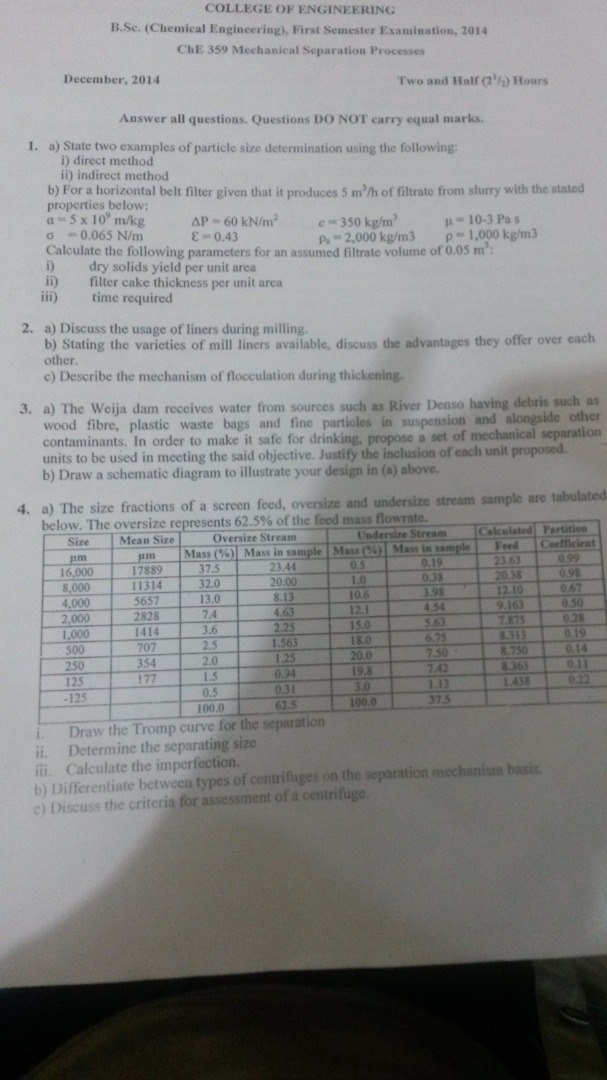 COLLEGE OF ENGINEERING
B.Sc. (Chemical Engineering), First Semester Examination, 2014
ChE 359 Mechanical Separation Processes
December, 2014 Two and Half (2¹/₂) Hours
Answer all questions. Questions DO NOT carry equal marks.
1. a) State two examples of particle size determination using the following:
i) direct method
ii) indirect method
b) For a horizontal belt filter given that it produces 5 m³/h of filtrate from slurry with the stated
properties below:
α = 5 x 10⁹ m/kg ΔP = 60 kN/m² c = 350 kg/m³ μ = 10-3 Pa s
σ = 0.065 N/m Ɛ = 0.43 ρₛ = 2,000 kg/m3 ρ = 1,000 kg/m3
Calculate the following parameters for an assumed filtrate volume of 0.05 m³:
i) dry solids yield per unit area
ii) filter cake thickness per unit area
iii) time required
2. a) Discuss the usage of liners during milling.
b) Stating the varieties of mill liners available, discuss the advantages they offer over each
other.
c) Describe the mechanism of flocculation during thickening.
3. a) The Weija dam receives water from sources such as River Denso having debris such as
wood fibre, plastic waste bags and fine particles in suspension and alongside other
contaminants. In order to make it safe for drinking, propose a set of mechanical separation
units to be used in meeting the said objective. Justify the inclusion of each unit proposed.
b) Draw a schematic diagram to illustrate your design in (a) above.
4. a) The size fractions of a screen feed, oversize and undersize stream sample are tabulated
below. The oversize represents 62.5% of the feed mass flowrate.
Size Mean Size Oversize Stream Undersize Stream Calculated Partition
μm μm Mass (%) Mass in sample Mass (%) Mass in sample Feed Coefficient
16,000 17889 37.5 23.44 0.5 0.19 23.63 0.99
8,000 11314 32.0 20.00 1.0 0.38 20.38 0.98
4,000 5657 13.0 8.13 10.6 3.98 12.10 0.67
2,000 2828 7.4 4.63 12.1 4.54 9.163 0.50
1,000 1414 3.6 2.25 15.0 5.63 7.875 0.28
500 707 2.5 1.563 18.0 6.75 8.313 0.19
250 354 2.0 1.25 20.0 7.50 8.750 0.14
125 177 1.5 0.94 19.8 7.42 8.363 0.11
-125 0.5 0.31 3.0 1.13 1.438 0.22
100.0 62.5 100.0 37.5
i. Draw the Tromp curve for the separation
ii. Determine the separating size
iii. Calculate the imperfection.
b) Differentiate between types of centrifuges on the separation mechanism basis.
c) Discuss the criteria for assessment of a centrifuge.